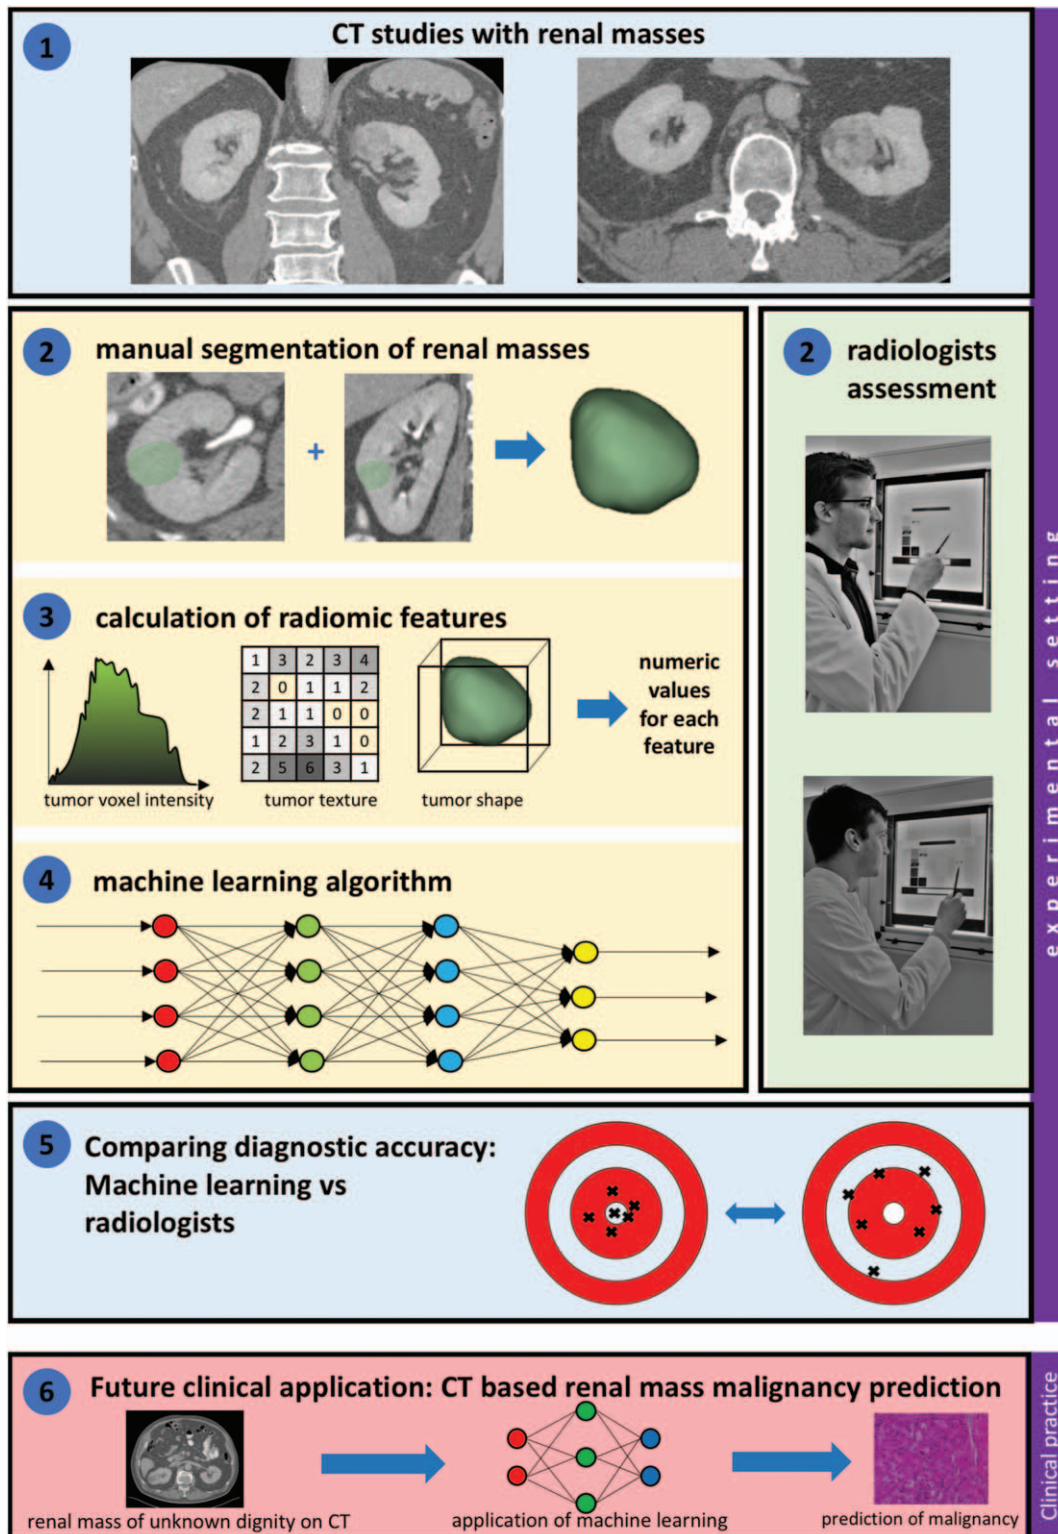 1
CT studies with renal masses
2
manual segmentation of renal masses
+
2
radiologists
assessment
3
calculation of radiomic features
1 3 2 3 4
2 0 1 1 2
2 1 1 0 0
1 2 3 1 0
2 5 6 3 1
numeric
values
for each
feature
tumor voxel intensity
tumor texture
tumor shape
4
machine learning algorithm
experimental setting
5
Comparing diagnostic accuracy:
Machine learning vs
radiologists
6
Future clinical application: CT based renal mass malignancy prediction
renal mass of unknown dignity on CT
application of machine learning
prediction of malignancy
Clinical practice